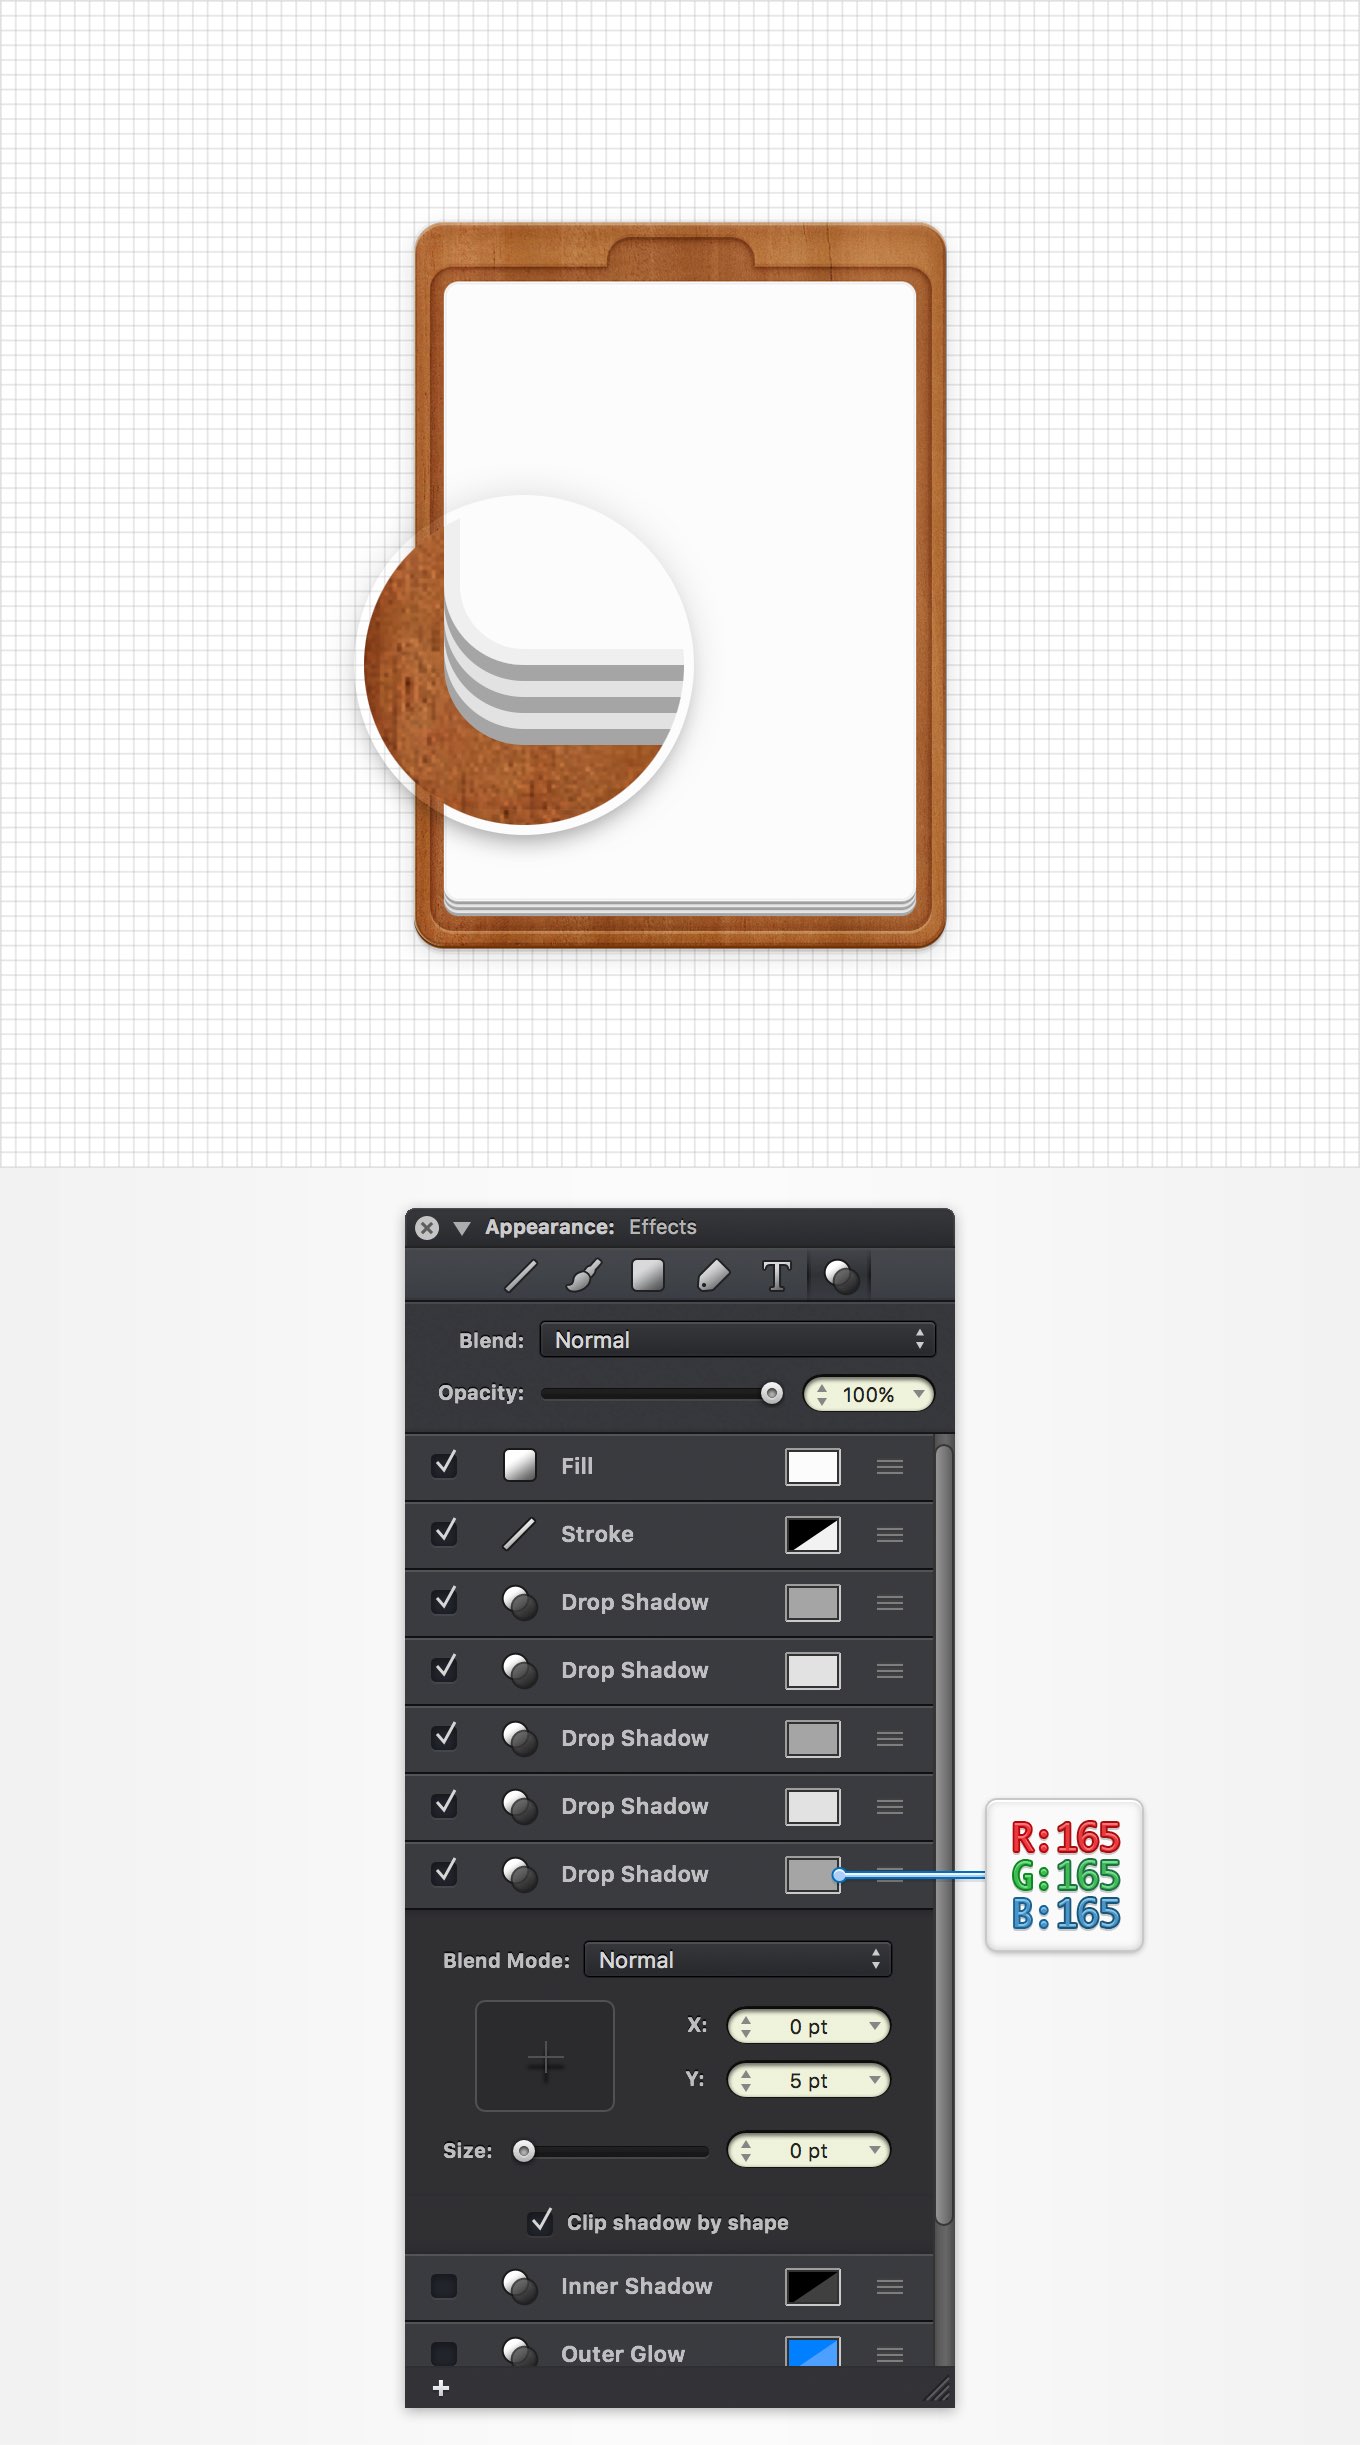 Appearance: Effects
T
Blend: Normal
Opacity: 100%
Fill
Stroke
Drop Shadow
Drop Shadow
Drop Shadow
Drop Shadow
Drop Shadow
R:165
G:165
B:165
Blend Mode: Normal
X: 0 pt
Y: 5 pt
Size: 0 pt
Clip shadow by shape
Inner Shadow
Outer Glow